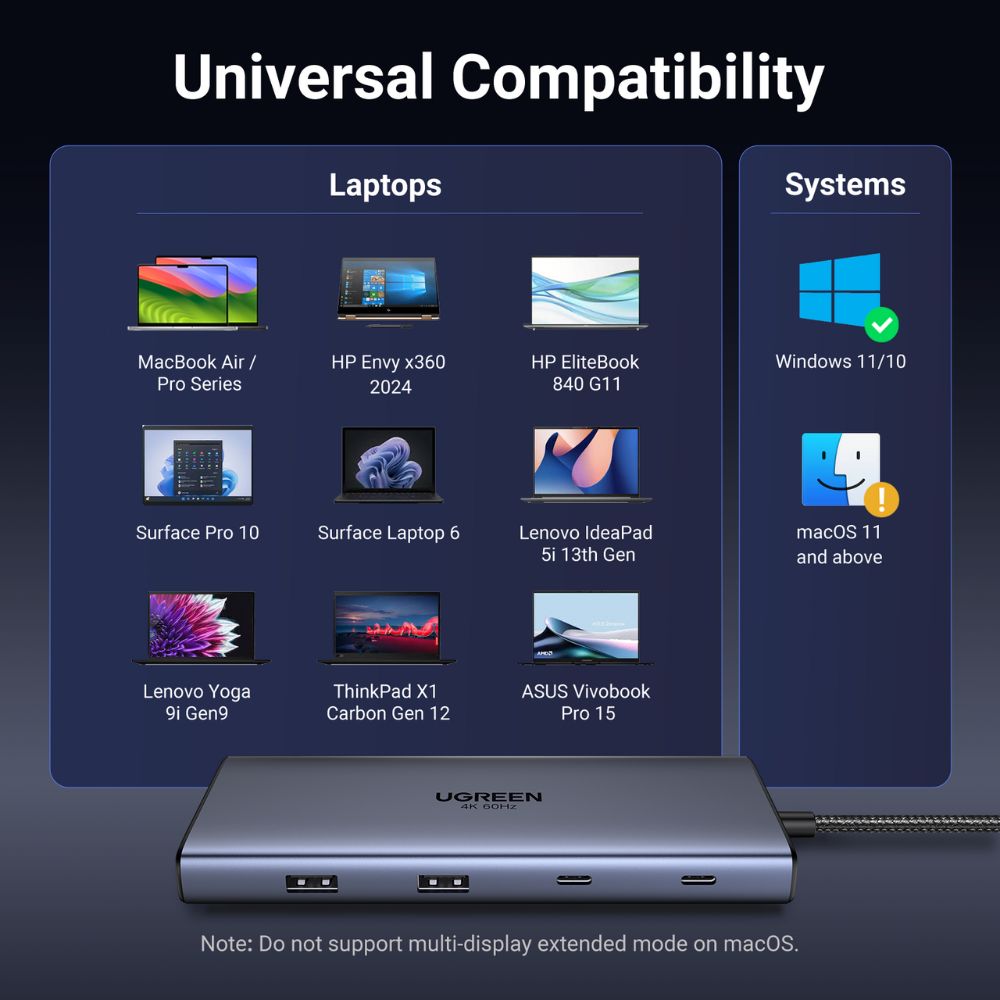 Universal Compatibility
Laptops
MacBook Air /
Pro Series
HP Envy x360
2024
HP EliteBook
840 G11
Surface Pro 10
Surface Laptop 6
Lenovo IdeaPad
5i 13th Gen
Lenovo Yoga
9i Gen9
ThinkPad X1
Carbon Gen 12
ASUS Vivobook
Pro 15
Systems
Windows 11/10
macOS 11
and above
UGREEN
4K 60Hz
Note: Do not support multi-display extended mode on macOS.